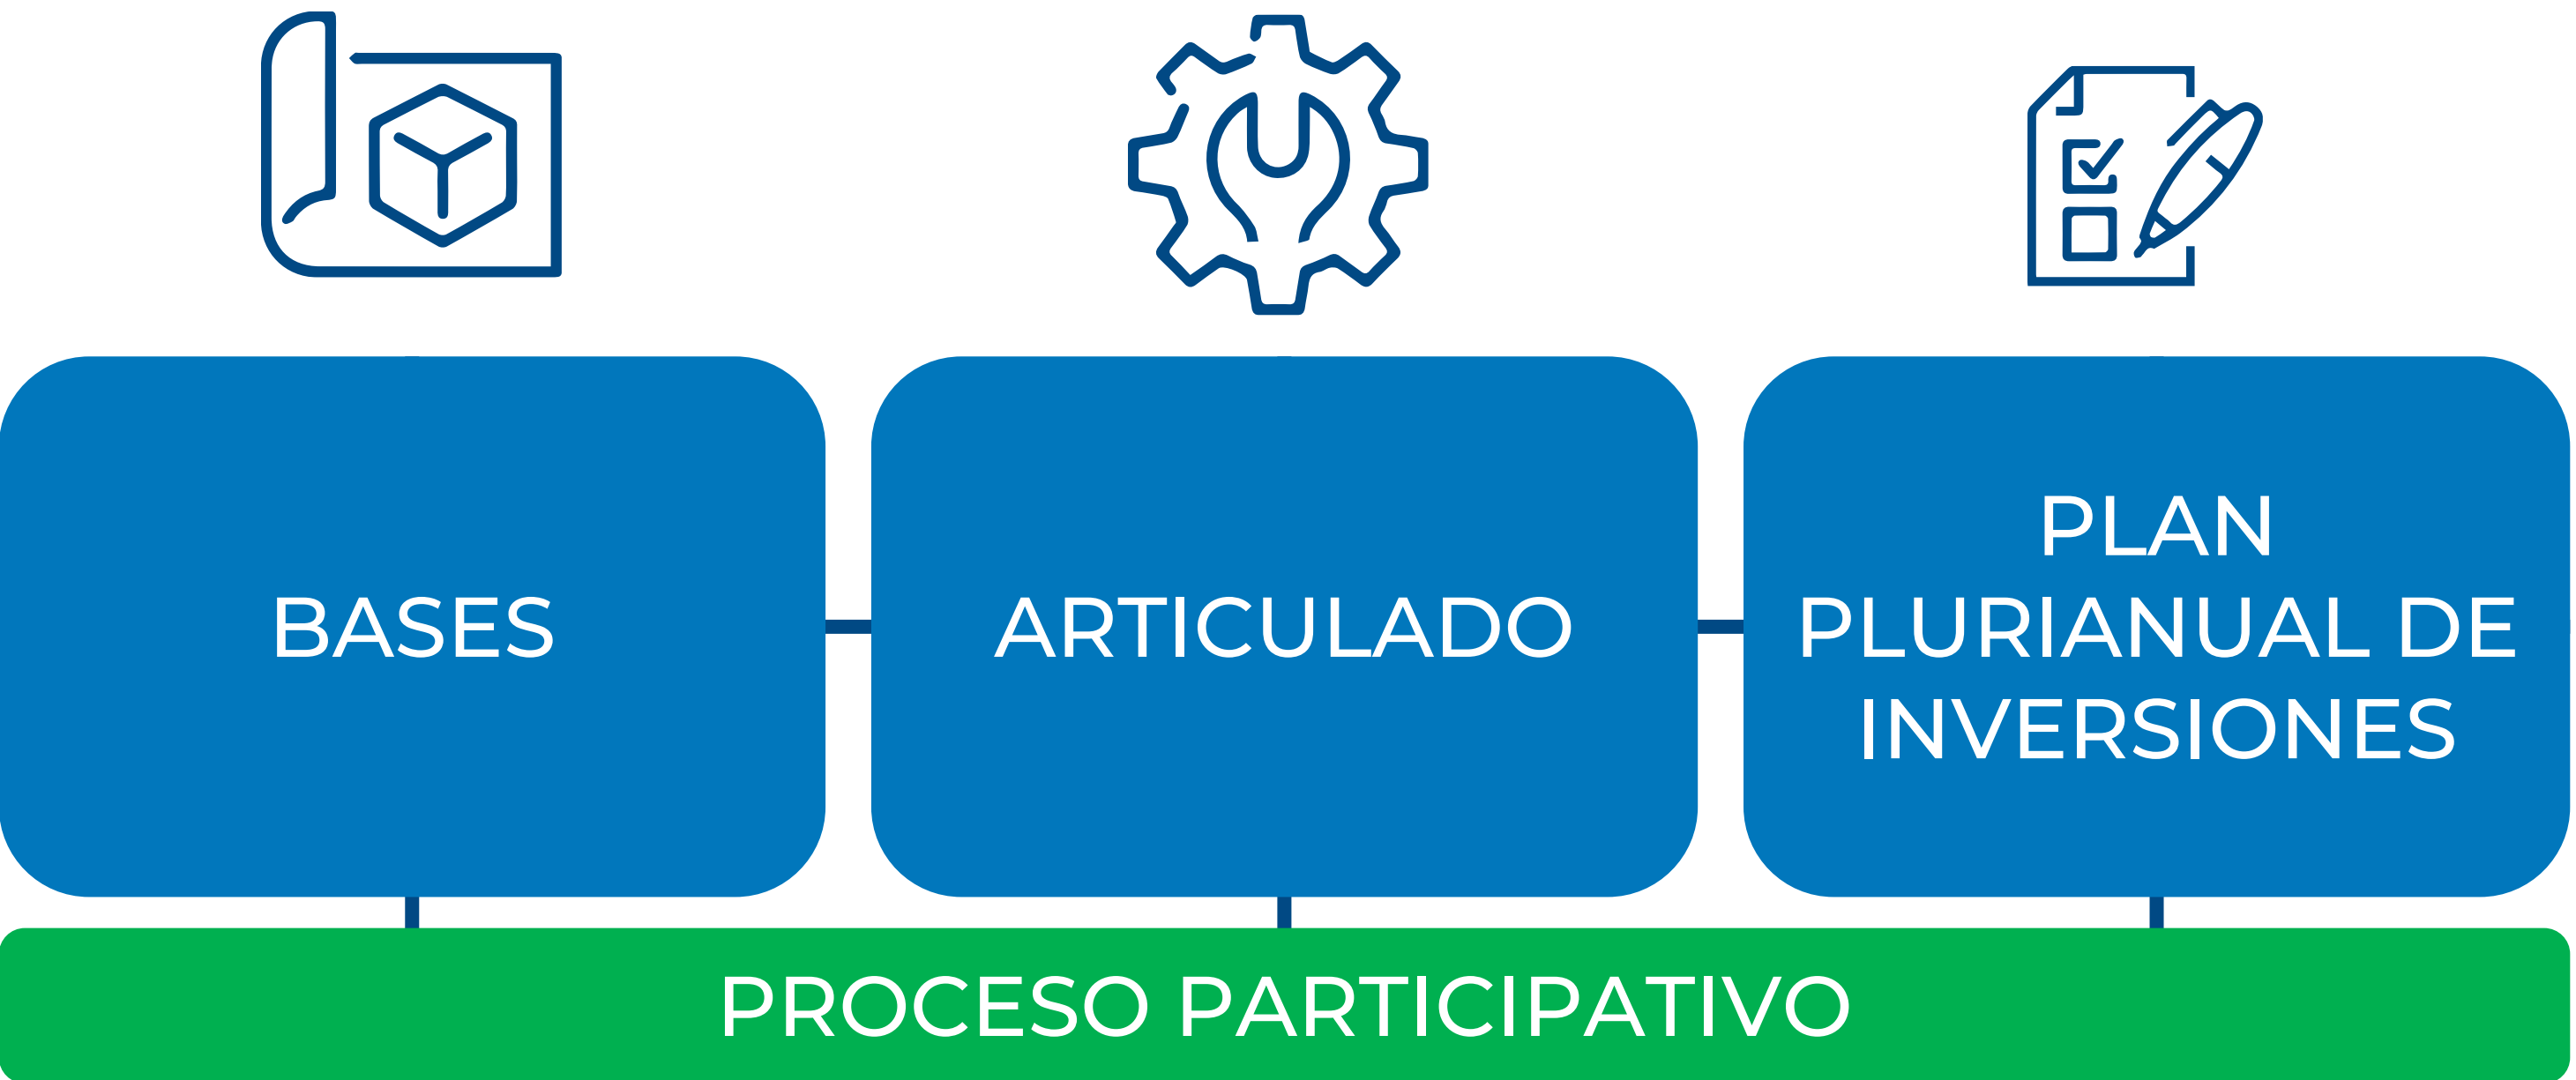 BASES
ARTICULADO
PLAN
PLURIANUAL DE
INVERSIONES
PROCESO PARTICIPATIVO